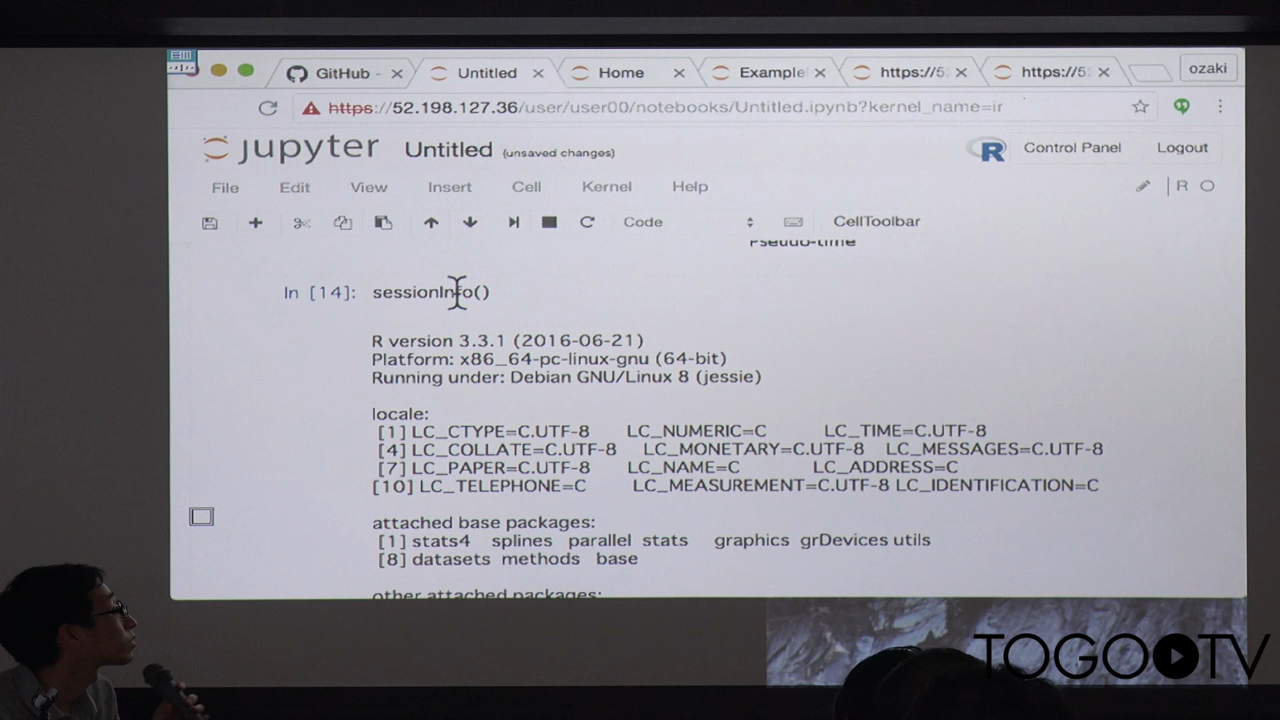 GitHub -
Untitled
Home
Example
https://5
https://5
ozaki
https://52.198.127.36/user/user00/notebooks/Untitled.ipynb?kernel_name=ir
jupyter Untitled (unsaved changes)
R Control Panel Logout
File Edit View Insert Cell Kernel Help
R
Code CellToolbar
Pseudo-time
In [14]: sessionInfo()
R version 3.3.1 (2016-06-21)
Platform: x86_64-pc-linux-gnu (64-bit)
Running under: Debian GNU/Linux 8 (jessie)
locale:
[1] LC_CTYPE=C.UTF-8 LC_NUMERIC=C LC_TIME=C.UTF-8
[4] LC_COLLATE=C.UTF-8 LC_MONETARY=C.UTF-8 LC_MESSAGES=C.UTF-8
[7] LC_PAPER=C.UTF-8 LC_NAME=C LC_ADDRESS=C
[10] LC_TELEPHONE=C LC_MEASUREMENT=C.UTF-8 LC_IDENTIFICATION=C
attached base packages:
[1] stats4 splines parallel stats graphics grDevices utils
[8] datasets methods base
other attached packages:
TOGOTV